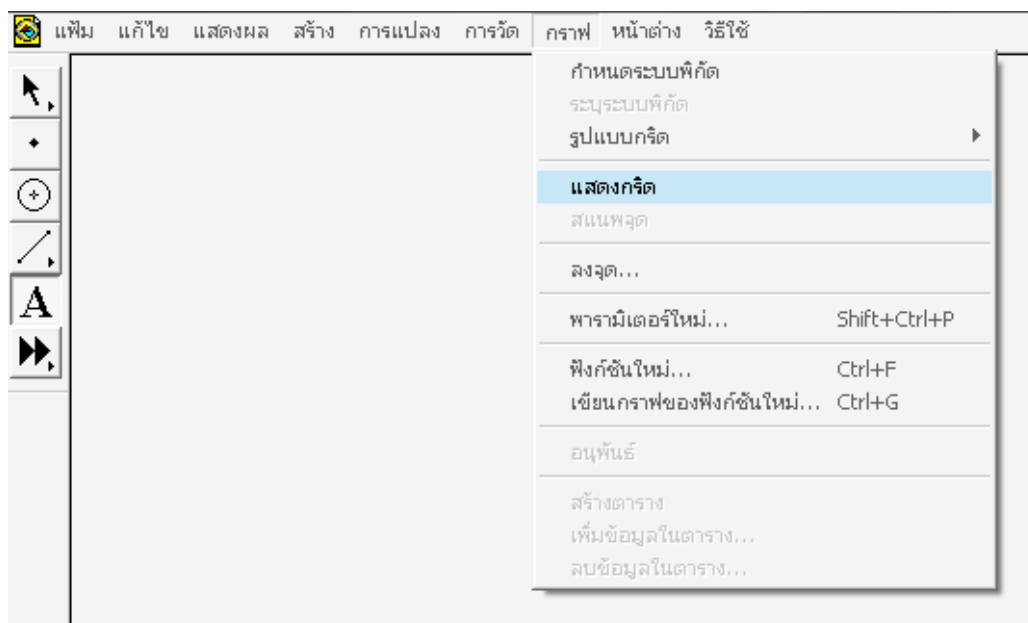 แฟ้ม แก้ไข แสดงผล สร้าง การแปลง การวัด กราฟ หน้าต่าง วิธีใช้
กำหนดระบบพิกัด
ระบุระบบพิกัด
รูปแบบกริด
แสดงกริด
สแนพจุด
ลงจุด...
พารามิเตอร์ใหม่... Shift+Ctrl+P
ฟังก์ชันใหม่... Ctrl+F
เขียนกราฟของฟังก์ชันใหม่... Ctrl+G
อนุพันธ์
สร้างตาราง
เพิ่มข้อมูลในตาราง...
ลบข้อมูลในตาราง...
A